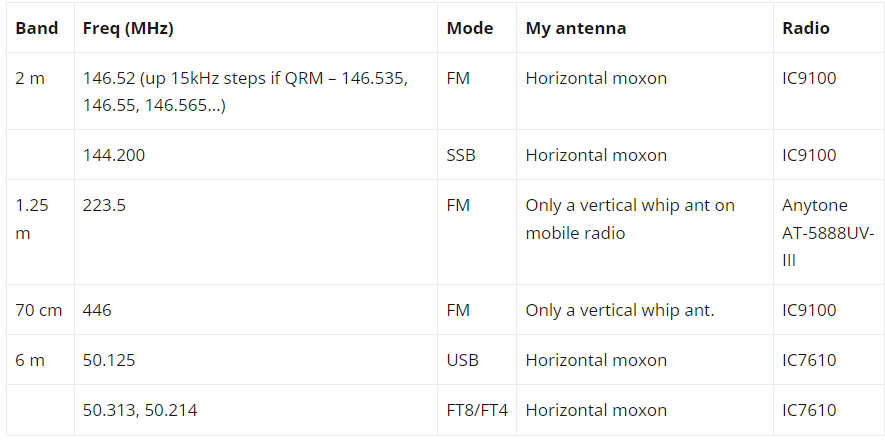 Band Freq (MHz) Mode My antenna Radio
2 m 146.52 (up 15kHz steps if QRM – 146.535, FM Horizontal moxon IC9100
146.55, 146.565…)
144.200 SSB Horizontal moxon IC9100
1.25 223.5 FM Only a vertical whip ant on Anytone
m mobile radio AT-5888UV-
III
70 cm 446 FM Only a vertical whip ant. IC9100
6 m 50.125 USB Horizontal moxon IC7610
50.313, 50.214 FT8/FT4 Horizontal moxon IC7610